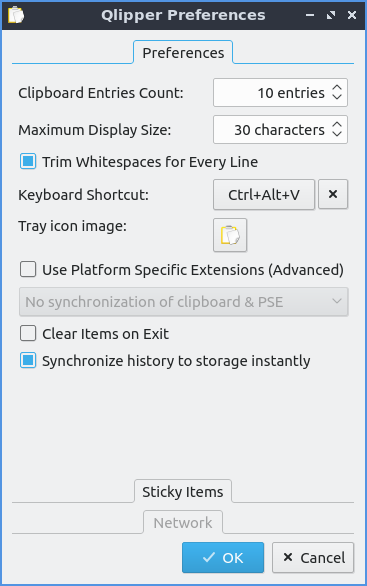 Qlipper Preferences
Preferences
Clipboard Entries Count: 10 entries
Maximum Display Size: 30 characters
Trim Whitespaces for Every Line
Keyboard Shortcut: Ctrl+Alt+V
Tray icon image:
Use Platform Specific Extensions (Advanced)
No synchronization of clipboard & PSE
Clear Items on Exit
Synchronize history to storage instantly
Sticky Items
Network
OK Cancel